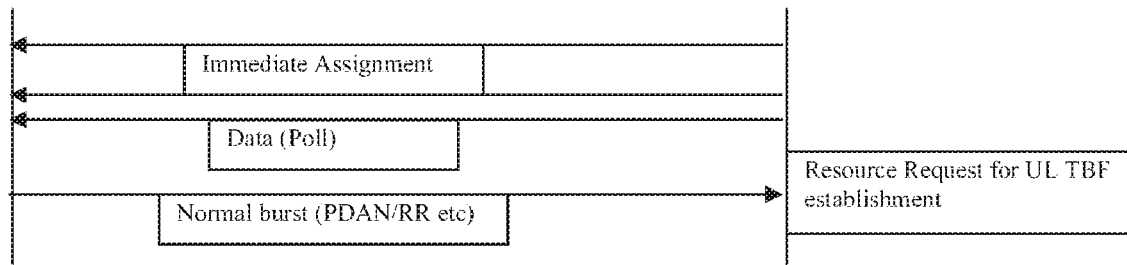 Immediate Assignment
Data (Poll)
Resource Request for UL TBF
establishment
Normal burst (PDAN/RR etc)